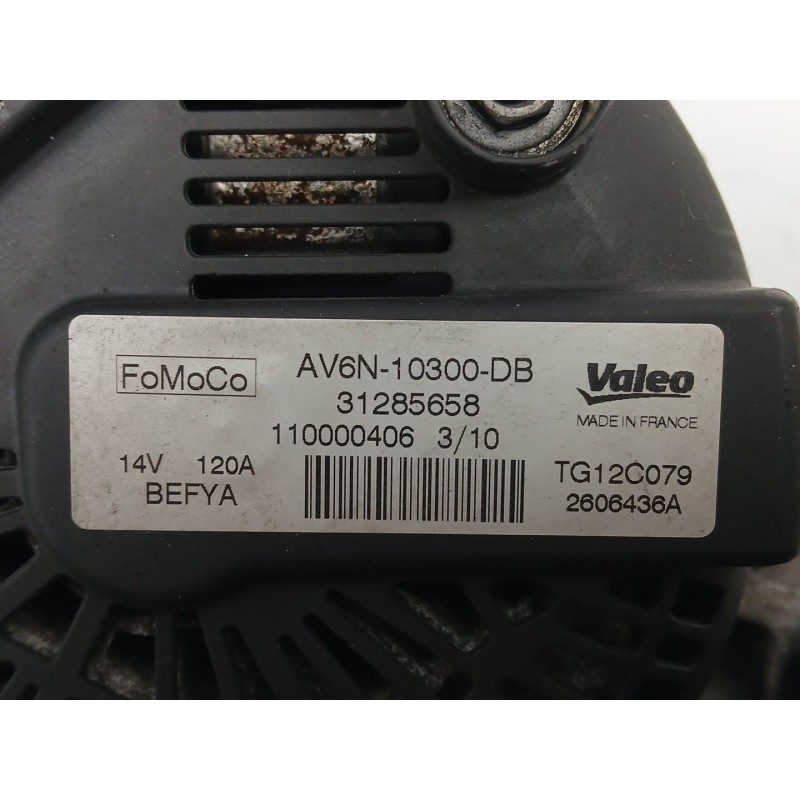 FoMoCo AV6N-10300-DB Valeo
31285658 MADE IN FRANCE
110000406 3/10
14V 120A TG12C079
BEFYA 2606436A